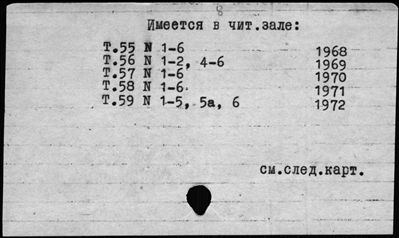 8
Имеется в чит.зале:
Т.55 N 1-6 1968
Т.56 N 1-2, 4-6 1969
Т.57 N 1-6 1970
Т.58 N 1-6. 1971
Т.59 N 1-5, 5а, 6 1972
см.след.карт.